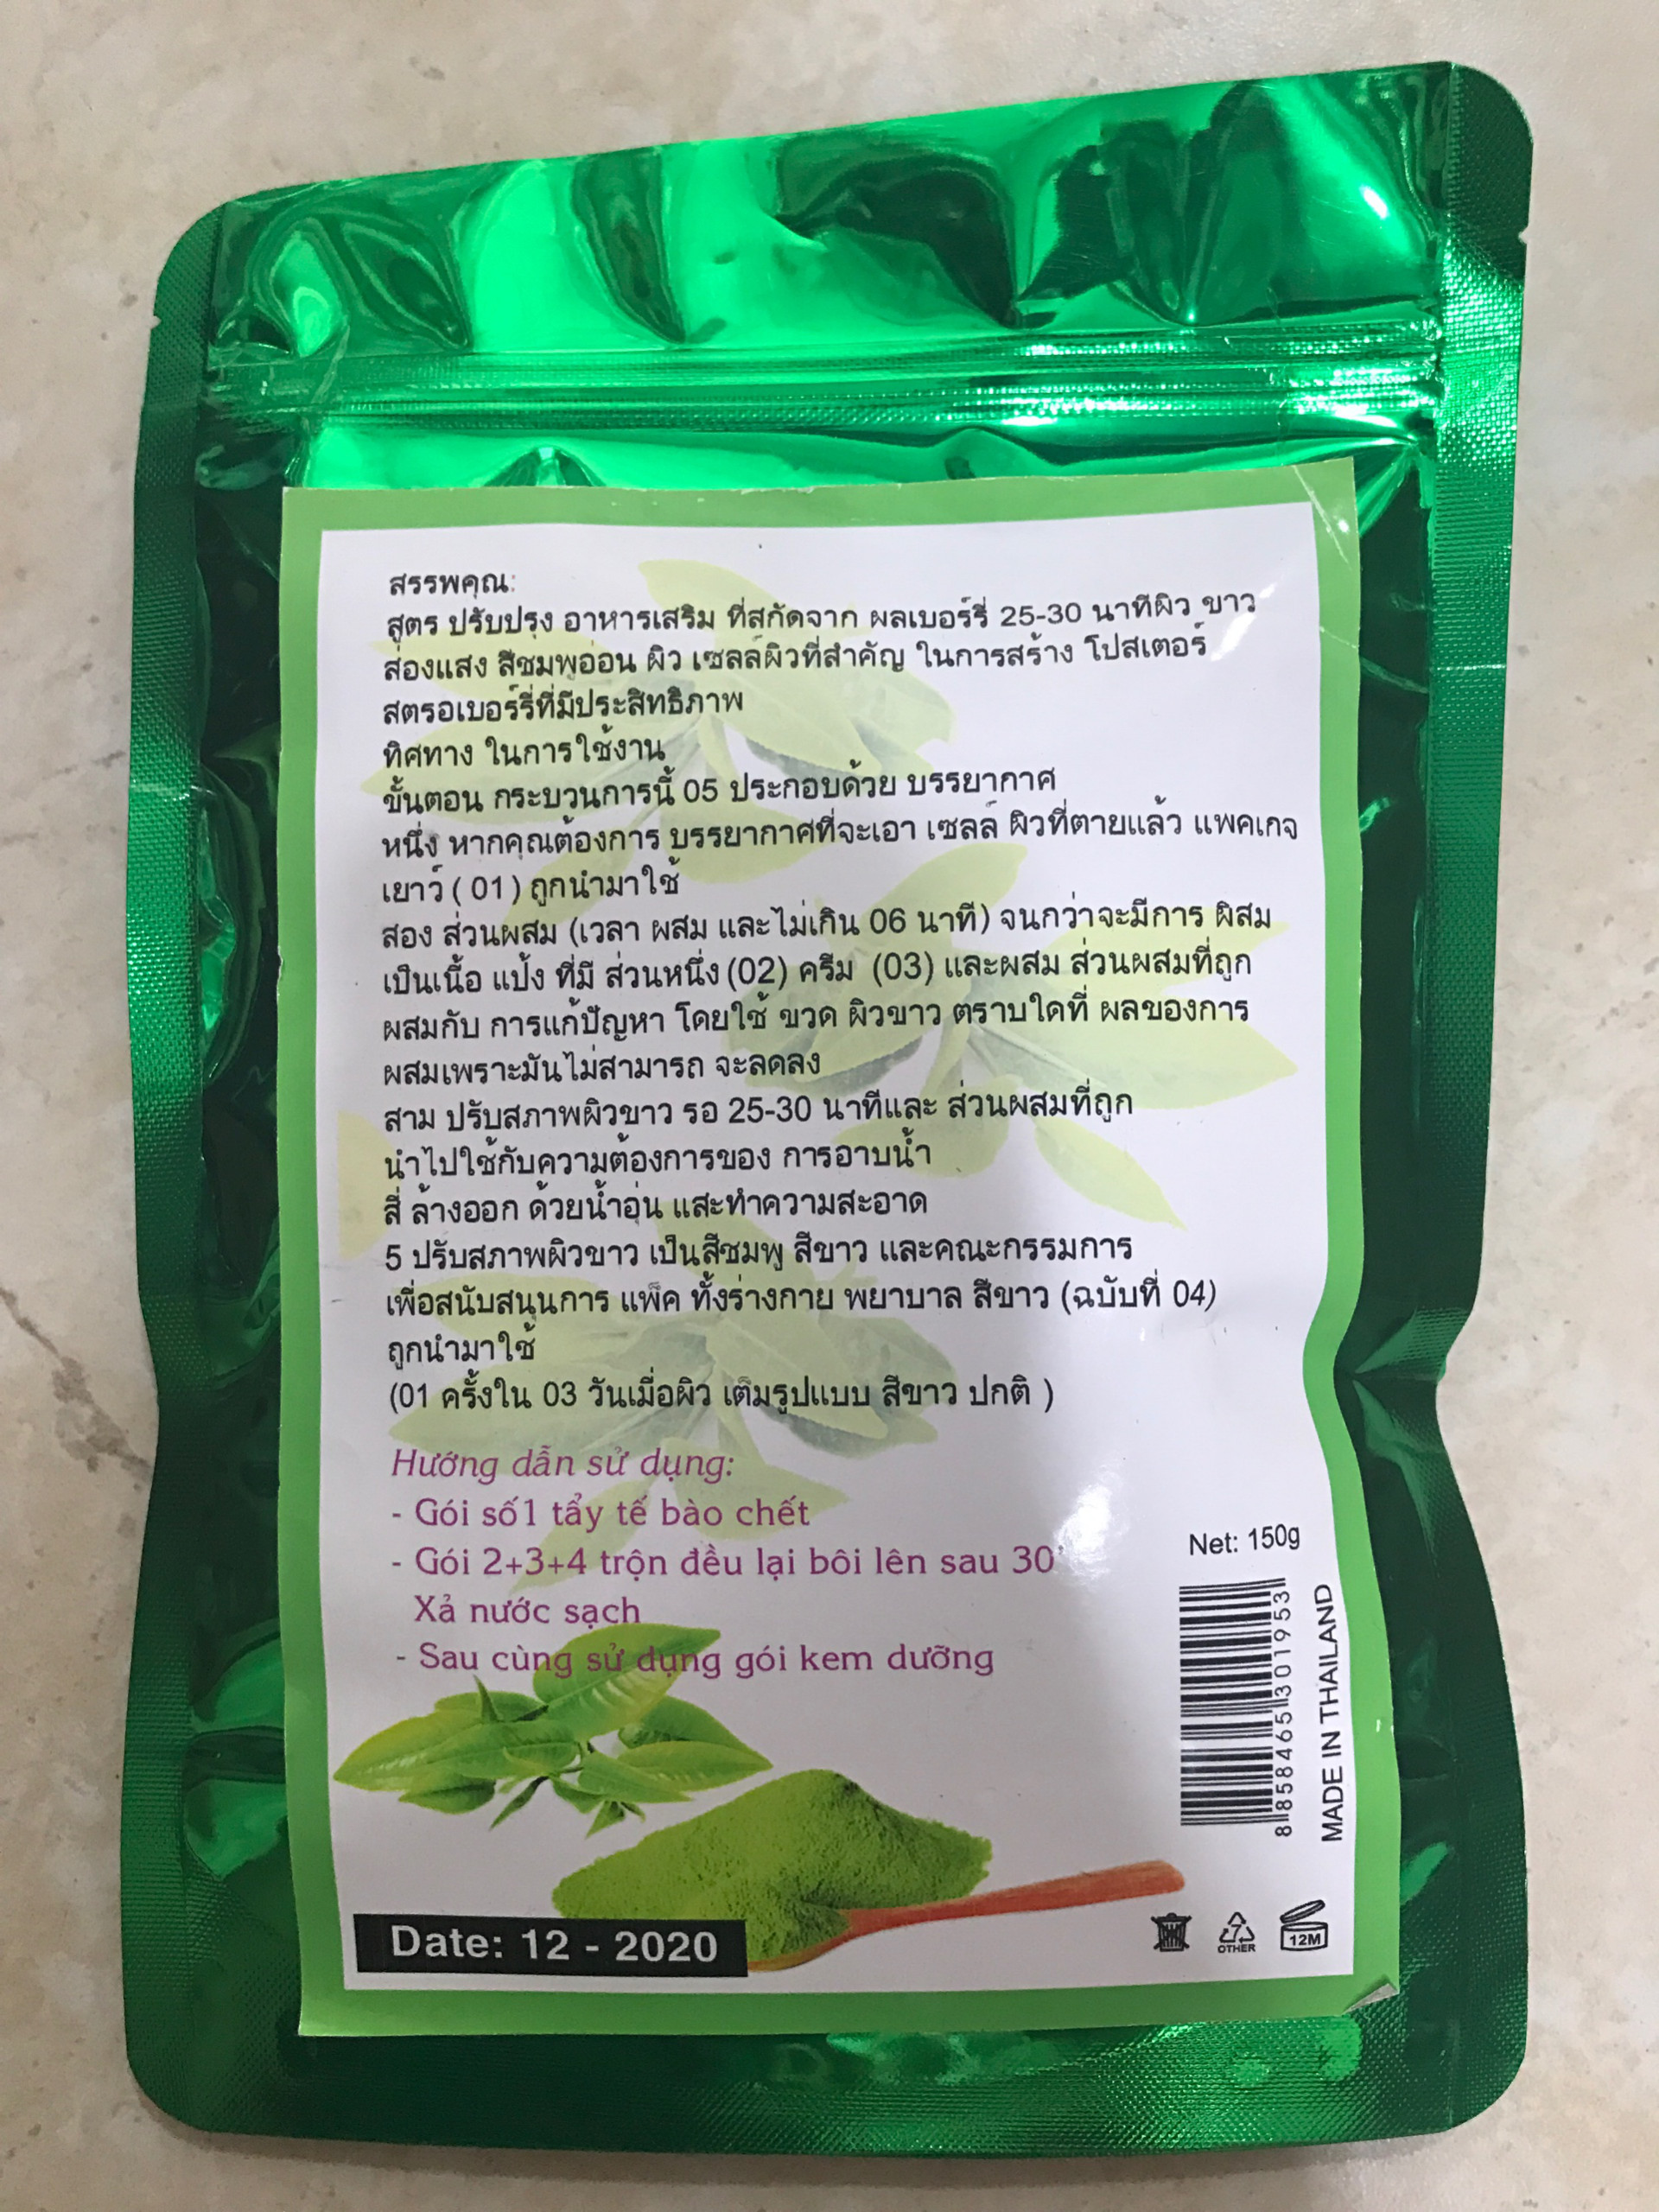 สรรพคุณ:
สูตร ปรับปรุง อาหารเสริม ที่สกัดจาก ผลเบอร์รี่ 25-30 นาทีผิว ขาว
ส่องแสง สีชมพูอ่อน ผิว เซลล์ผิวที่สำคัญ ในการสร้าง โปสเตอร์
สตรอเบอร์รี่ที่มีประสิทธิภาพ
ทิศทาง ในการใช้งาน
ขั้นตอน กระบวนการนี้ 05 ประกอบด้วย บรรยากาศ
หนึ่ง หากคุณต้องการ บรรยากาศที่จะเอา เซลล์ ผิวที่ตายแล้ว แพคเกจ
เยาว์ ( 01 ) ถูกนำมาใช้
สอง ส่วนผสม (เวลา ผสม และไม่เกิน 06 นาที) จนกว่าจะมีการ ผิสม
เป็นเนื้อ แป้ง ที่มี ส่วนหนึ่ง (02) ครีม (03) และผสม ส่วนผสมที่ถูก
ผสมกับ การแก้ปัญหา โดยใช้ ขวด ผิวขาว ตราบใดที่ ผลของการ
ผสมเพราะมันไม่สามารถ จะลดลง
สาม ปรับสภาพผิวขาว รอ 25-30 นาทีและ ส่วนผสมที่ถูก
นำไปใช้กับความต้องการของ การอาบน้ำ
สี่ ล้างออก ด้วยน้ำอุ่น แสะทำความสะอาด
5 ปรับสภาพผิวขาว เป็นสีชมพู สีขาว และคณะกรรมการ
เพื่อสนับสนุนการ แพ็ค ทั้งร่างกาย พยาบาล สีขาว (ฉบับที่ 04)
ถูกนำมาใช้
(01 ครั้งใน 03 วันเมื่อผิว เต็มรูปแบบ สีขาว ปกติ )
Hướng dẫn sử dụng:
- Gói số1 tẩy tế bào chết
- Gói 2+3+4 trộn đều lại bôi lên sau 30'
Xả nước sạch
- Sau cùng sử dụng gói kem dưỡng
Net: 150g
8 858465 301953
MADE IN THAILAND
Date: 12 - 2020
7
OTHER
12M